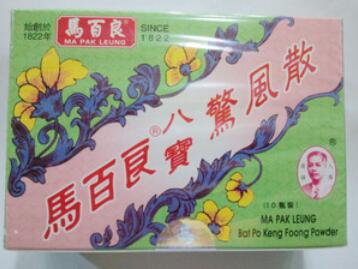 始創於
1822年
馬百良
MA PAK LEUNG
SINCE
1822
馬百良® 八寶 驚風散
®
(10瓶裝)
MA PAK LEUNG
Bat Po Keng Foong Powder